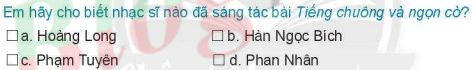 Em hãy cho biết nhạc sĩ nào đã sáng tác bài Tiếng chuông và ngọn cờ?
☐ a. Hoàng Long ☐ b. Hàn Ngọc Bích
☐ c. Phạm Tuyên ☐ d. Phan Nhân